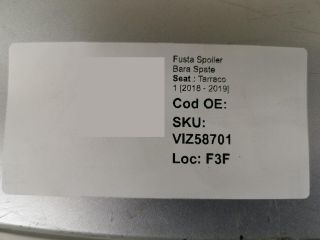 Fusta Spoiler
Bara Spate
Seat : Tarraco
1 [2018 - 2019]
Cod OE:
SKU:
VIZ58701
Loc: F3F